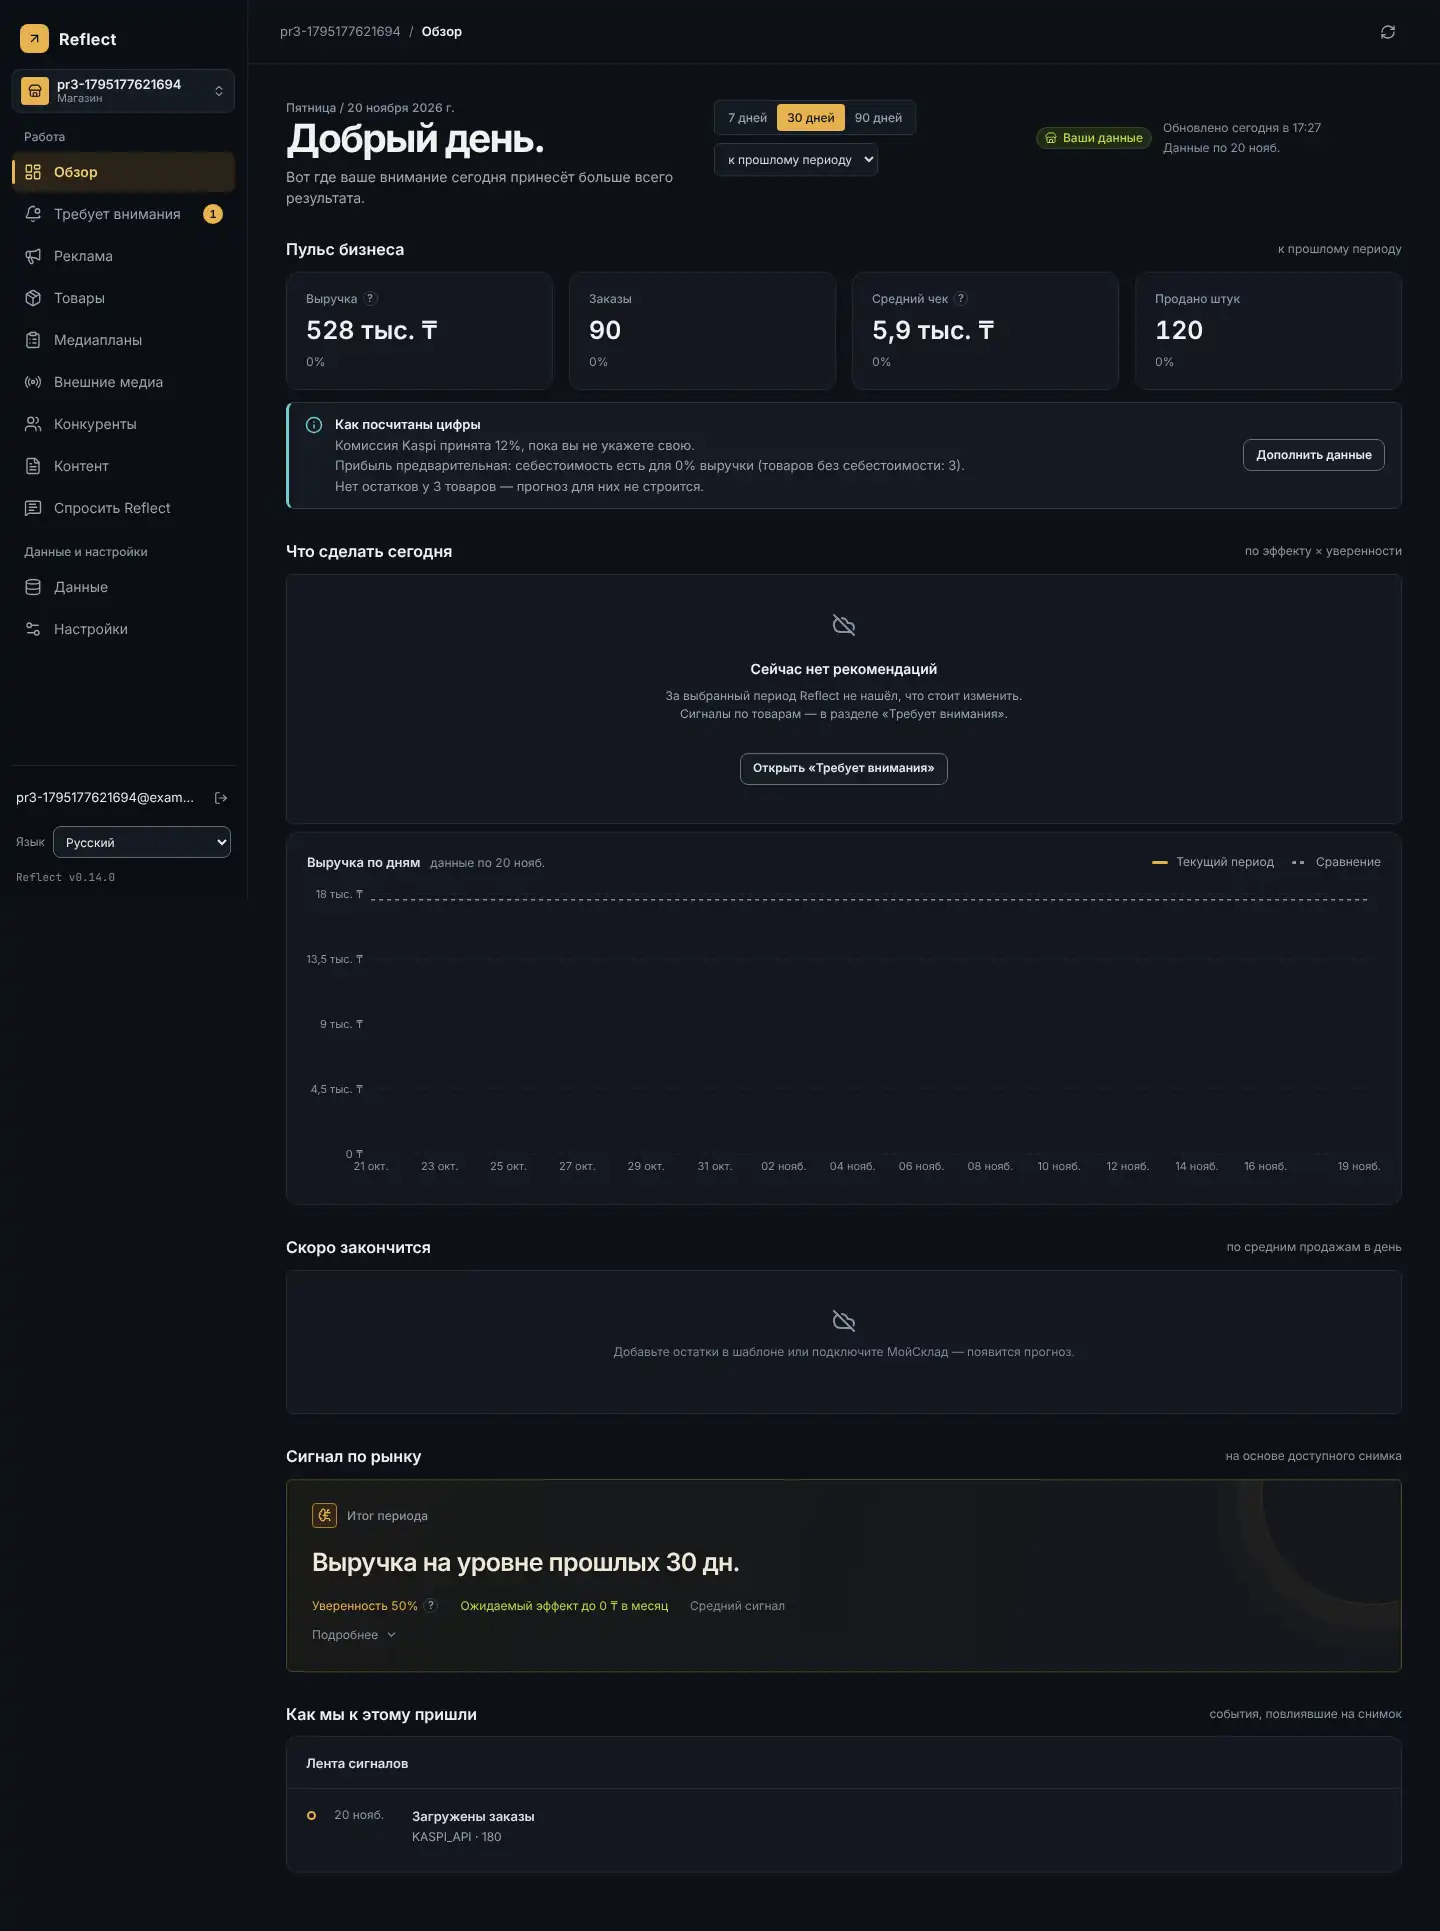 Reflect
pr3-1795177621694
Магазин
Работа
Обзор
Требует внимания 1
Реклама
Товары
Медиапланы
Внешние медиа
Конкуренты
Контент
Спросить Reflect
Данные и настройки
Данные
Настройки
pr3-1795177621694@exam...
Язык Русский
Reflect v0.14.0
pr3-1795177621694 / Обзор
Пятница / 20 ноября 2026 г.
Добрый день.
Вот где ваше внимание сегодня принесёт больше всего
результата.
7 дней 30 дней 90 дней
к прошлому периоду
Ваши данные
Обновлено сегодня в 17:27
Данные по 20 нояб.
Пульс бизнеса
к прошлому периоду
Выручка ?
528 тыс. ₸
0%
Заказы
90
0%
Средний чек ?
5,9 тыс. ₸
0%
Продано штук
120
0%
Как посчитаны цифры
Комиссия Kaspi принята 12%, пока вы не укажете свою.
Прибыль предварительная: себестоимость есть для 0% выручки (товаров без себестоимости: 3).
Нет остатков у 3 товаров — прогноз для них не строится.
Дополнить данные
Что сделать сегодня
по эффекту × уверенности
Сейчас нет рекомендаций
За выбранный период Reflect не нашёл, что стоит изменить.
Сигналы по товарам — в разделе «Требует внимания».
Открыть «Требует внимания»
Выручка по дням данные по 20 нояб.
Текущий период Сравнение
18 тыс. ₸
13,5 тыс. ₸
9 тыс. ₸
4,5 тыс. ₸
0 ₸
21 окт. 23 окт. 25 окт. 27 окт. 29 окт. 31 окт. 02 нояб. 04 нояб. 06 нояб. 08 нояб. 10 нояб. 12 нояб. 14 нояб. 16 нояб. 19 нояб.
Скоро закончится
по средним продажам в день
Добавьте остатки в шаблоне или подключите МойСклад — появится прогноз.
Сигнал по рынку
на основе доступного снимка
Итог периода
Выручка на уровне прошлых 30 дн.
Уверенность 50% ? Ожидаемый эффект до 0 ₸ в месяц Средний сигнал
Подробнее
Как мы к этому пришли
события, повлиявшие на снимок
Лента сигналов
20 нояб. Загружены заказы
KASPI_API · 180